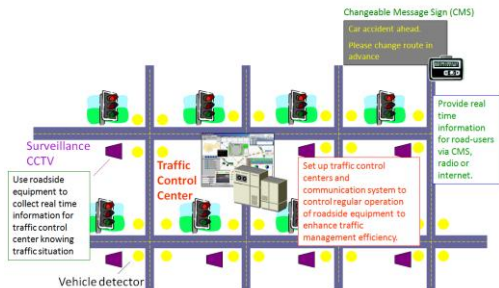 Changeable Message Sign (CMS)
Car accident ahead.
Please change route in
advance
Surveillance
CCTV
Traffic
Control
Center
Use roadside
equipment to
collect real time
information for
traffic control
center knowing
traffic situation
Set up traffic control
centers and
communication system to
control regular operation
of roadside equipment to
enhance traffic
management efficiency.
Provide real
time
information
for road-users
via CMS,
radio or
internet.
Vehicle detector